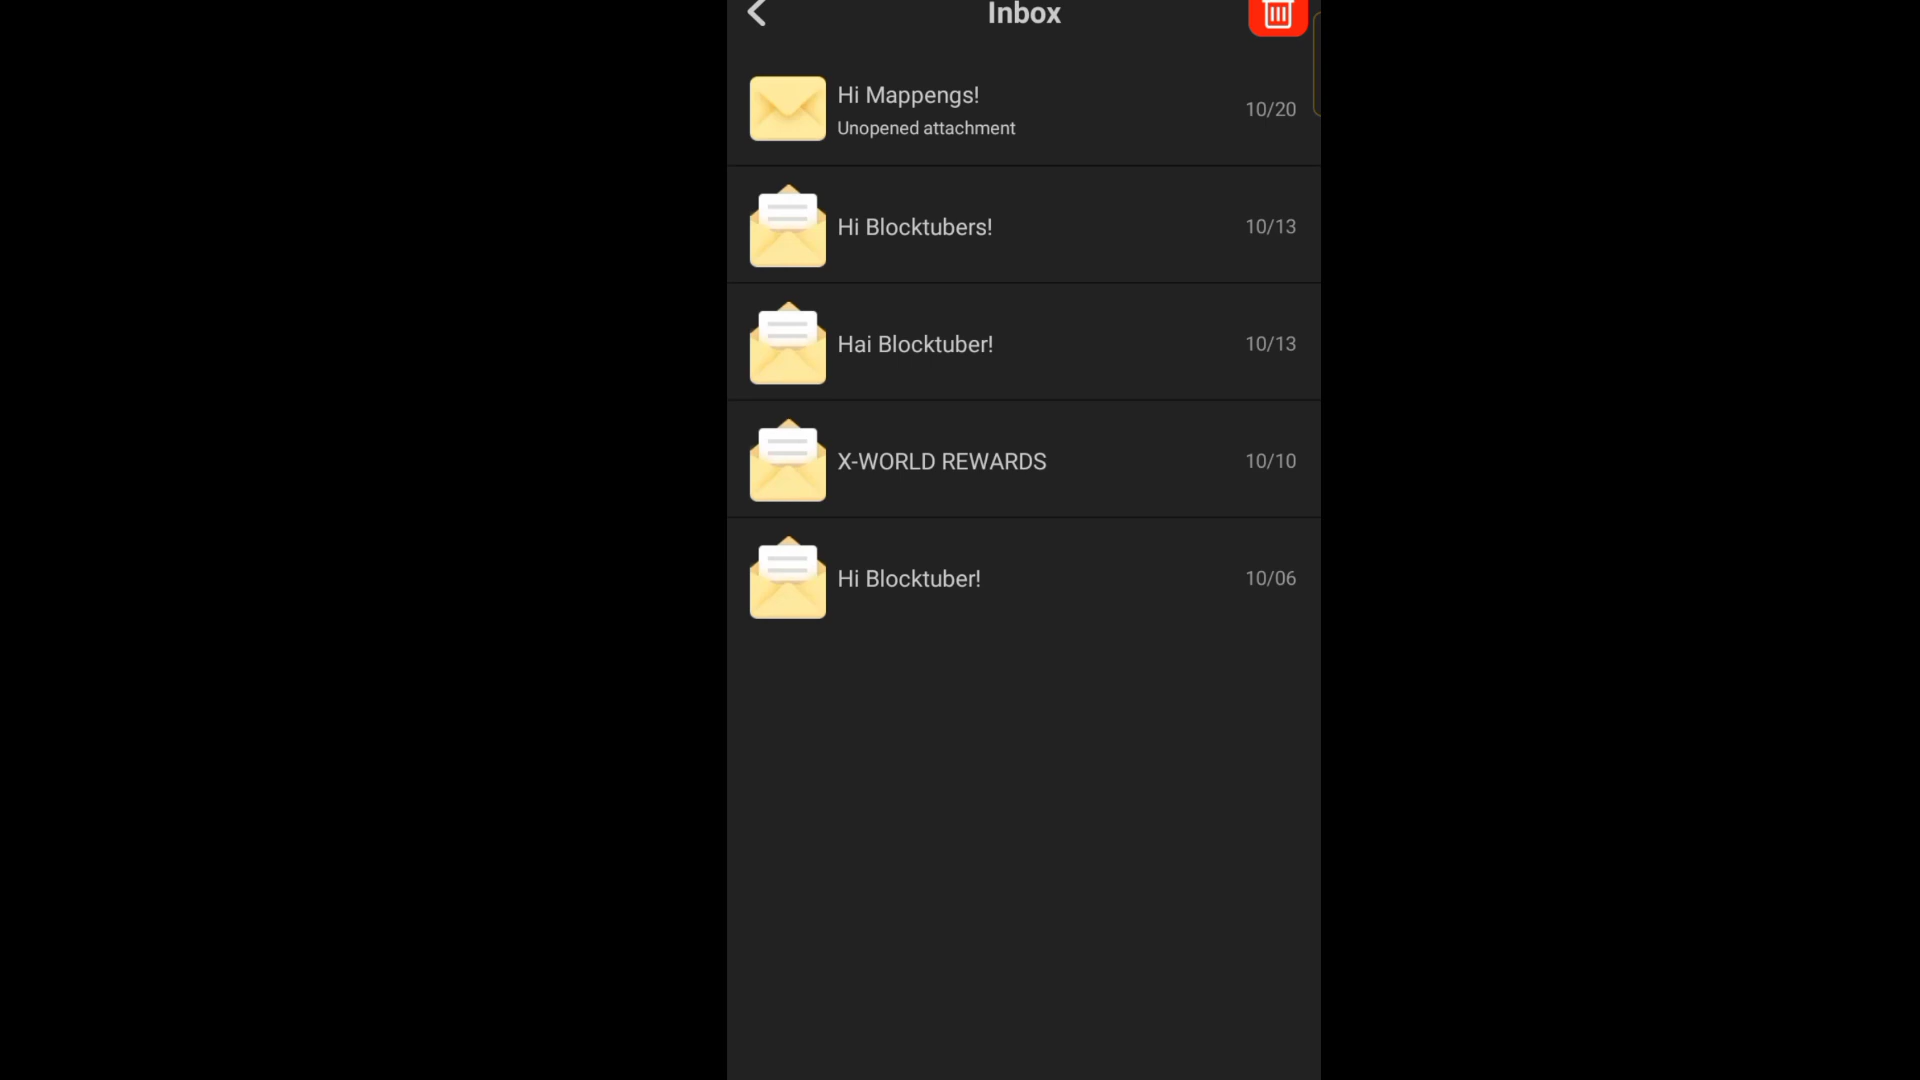 Inbox
Hi Mappengs!
Unopened attachment
10/20
Hi Blocktubers!
10/13
Hai Blocktuber!
10/13
X-WORLD REWARDS
10/10
Hi Blocktuber!
10/06